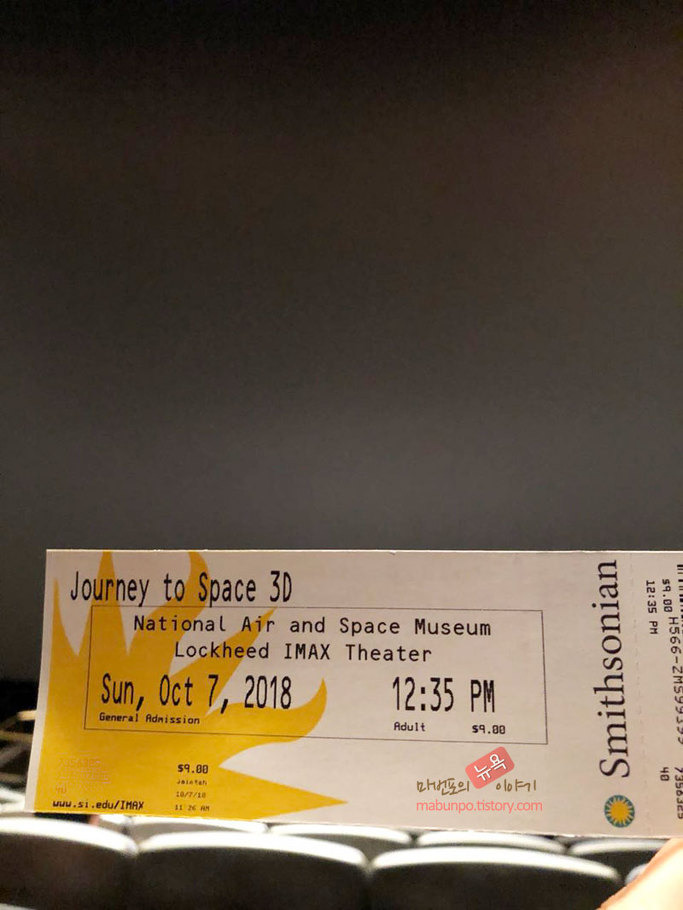 Journey to Space 3D
National Air and Space Museum
Lockheed IMAX Theater
Sun, Oct 7, 2018
12:35 PM
General Admission
Adult
$9.00
$9.00
10/7/18
11 26 AM
www.si.edu/IMAX
마번포의 뉴욕 이야기
mabunpo.tistory.com
Smithsonian
12:35 PM
$9.00